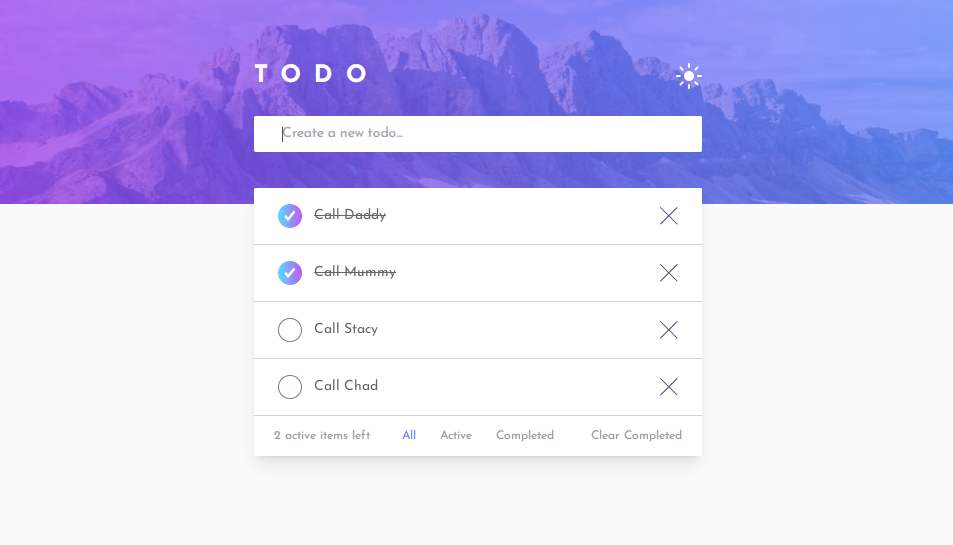 TODO
Create a new todo...
Call Daddy
Call Mummy
Call Stacy
Call Chad
2 active items left All Active Completed Clear Completed